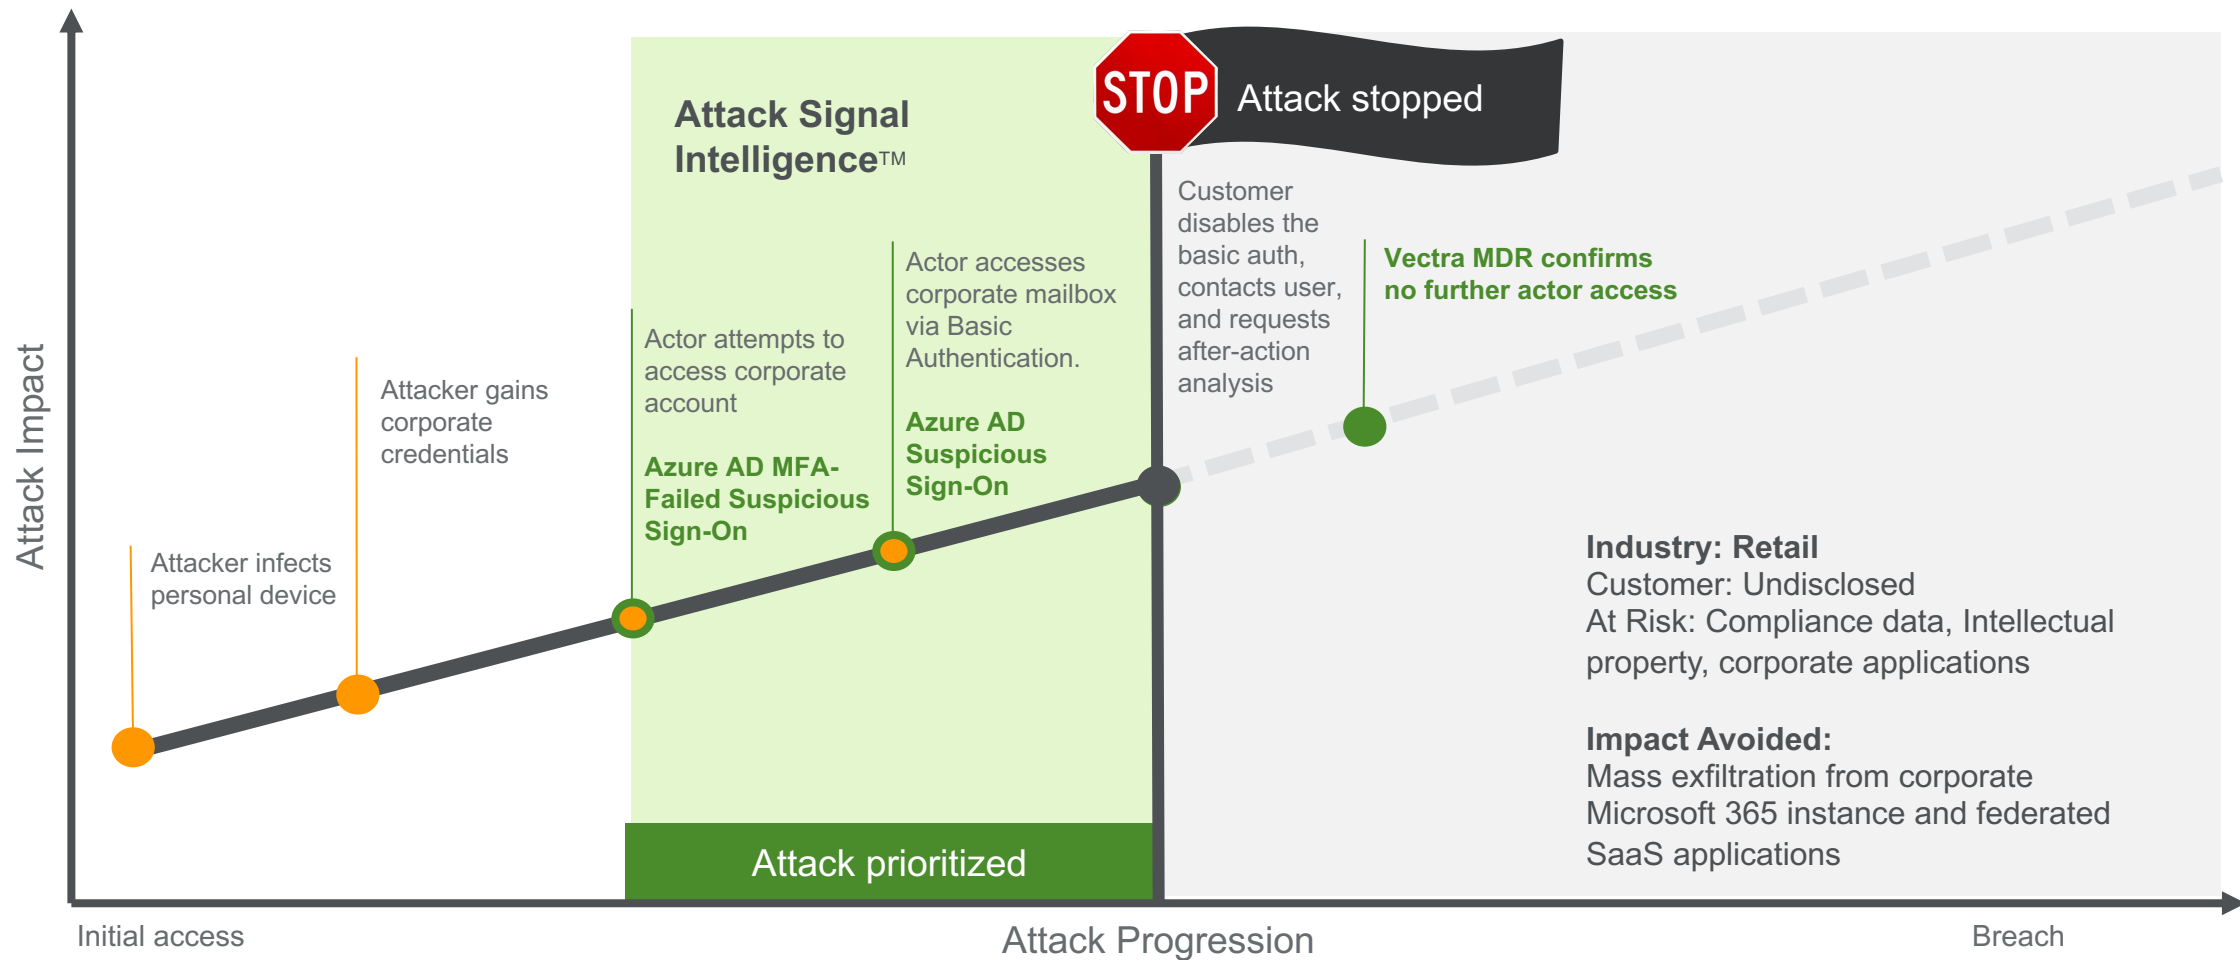 STOP
Attack stopped
Attack Signal
Intelligence™
Attack Impact
Attacker infects
personal device
Attacker gains
corporate
credentials
Actor attempts to
access corporate
account
Azure AD MFA-
Failed Suspicious
Sign-On
Actor accesses
corporate mailbox
via Basic
Authentication.
Azure AD
Suspicious
Sign-On
Customer
disables the
basic auth,
contacts user,
and requests
after-action
analysis
Vectra MDR confirms
no further actor access
Industry: Retail
Customer: Undisclosed
At Risk: Compliance data, Intellectual
property, corporate applications
Impact Avoided:
Mass exfiltration from corporate
Microsoft 365 instance and federated
SaaS applications
Attack prioritized
Initial access
Attack Progression
Breach